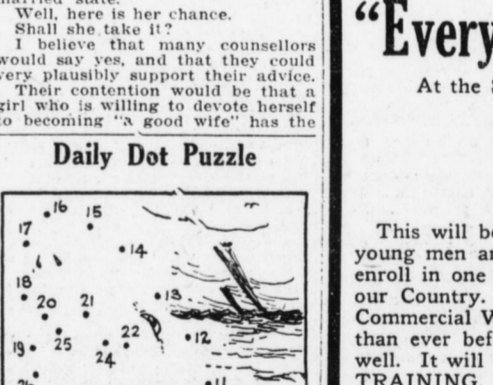 Well, here is her chance.
Shall she take it?
I believe that many counsellors
would say yes, and that they could
very plausibly support their advice.
Their contention would be that a
girl who is willing to devote herself
to becoming "a good wife" has the
Daily Dot Puzzle
16 15
17
14
18
13
20 21
22 12
19 25
24
11
"Every
At the
This will be
young men an
enroll in one
our Country.
Commercial V
than ever bef
well. It will
TRAINING